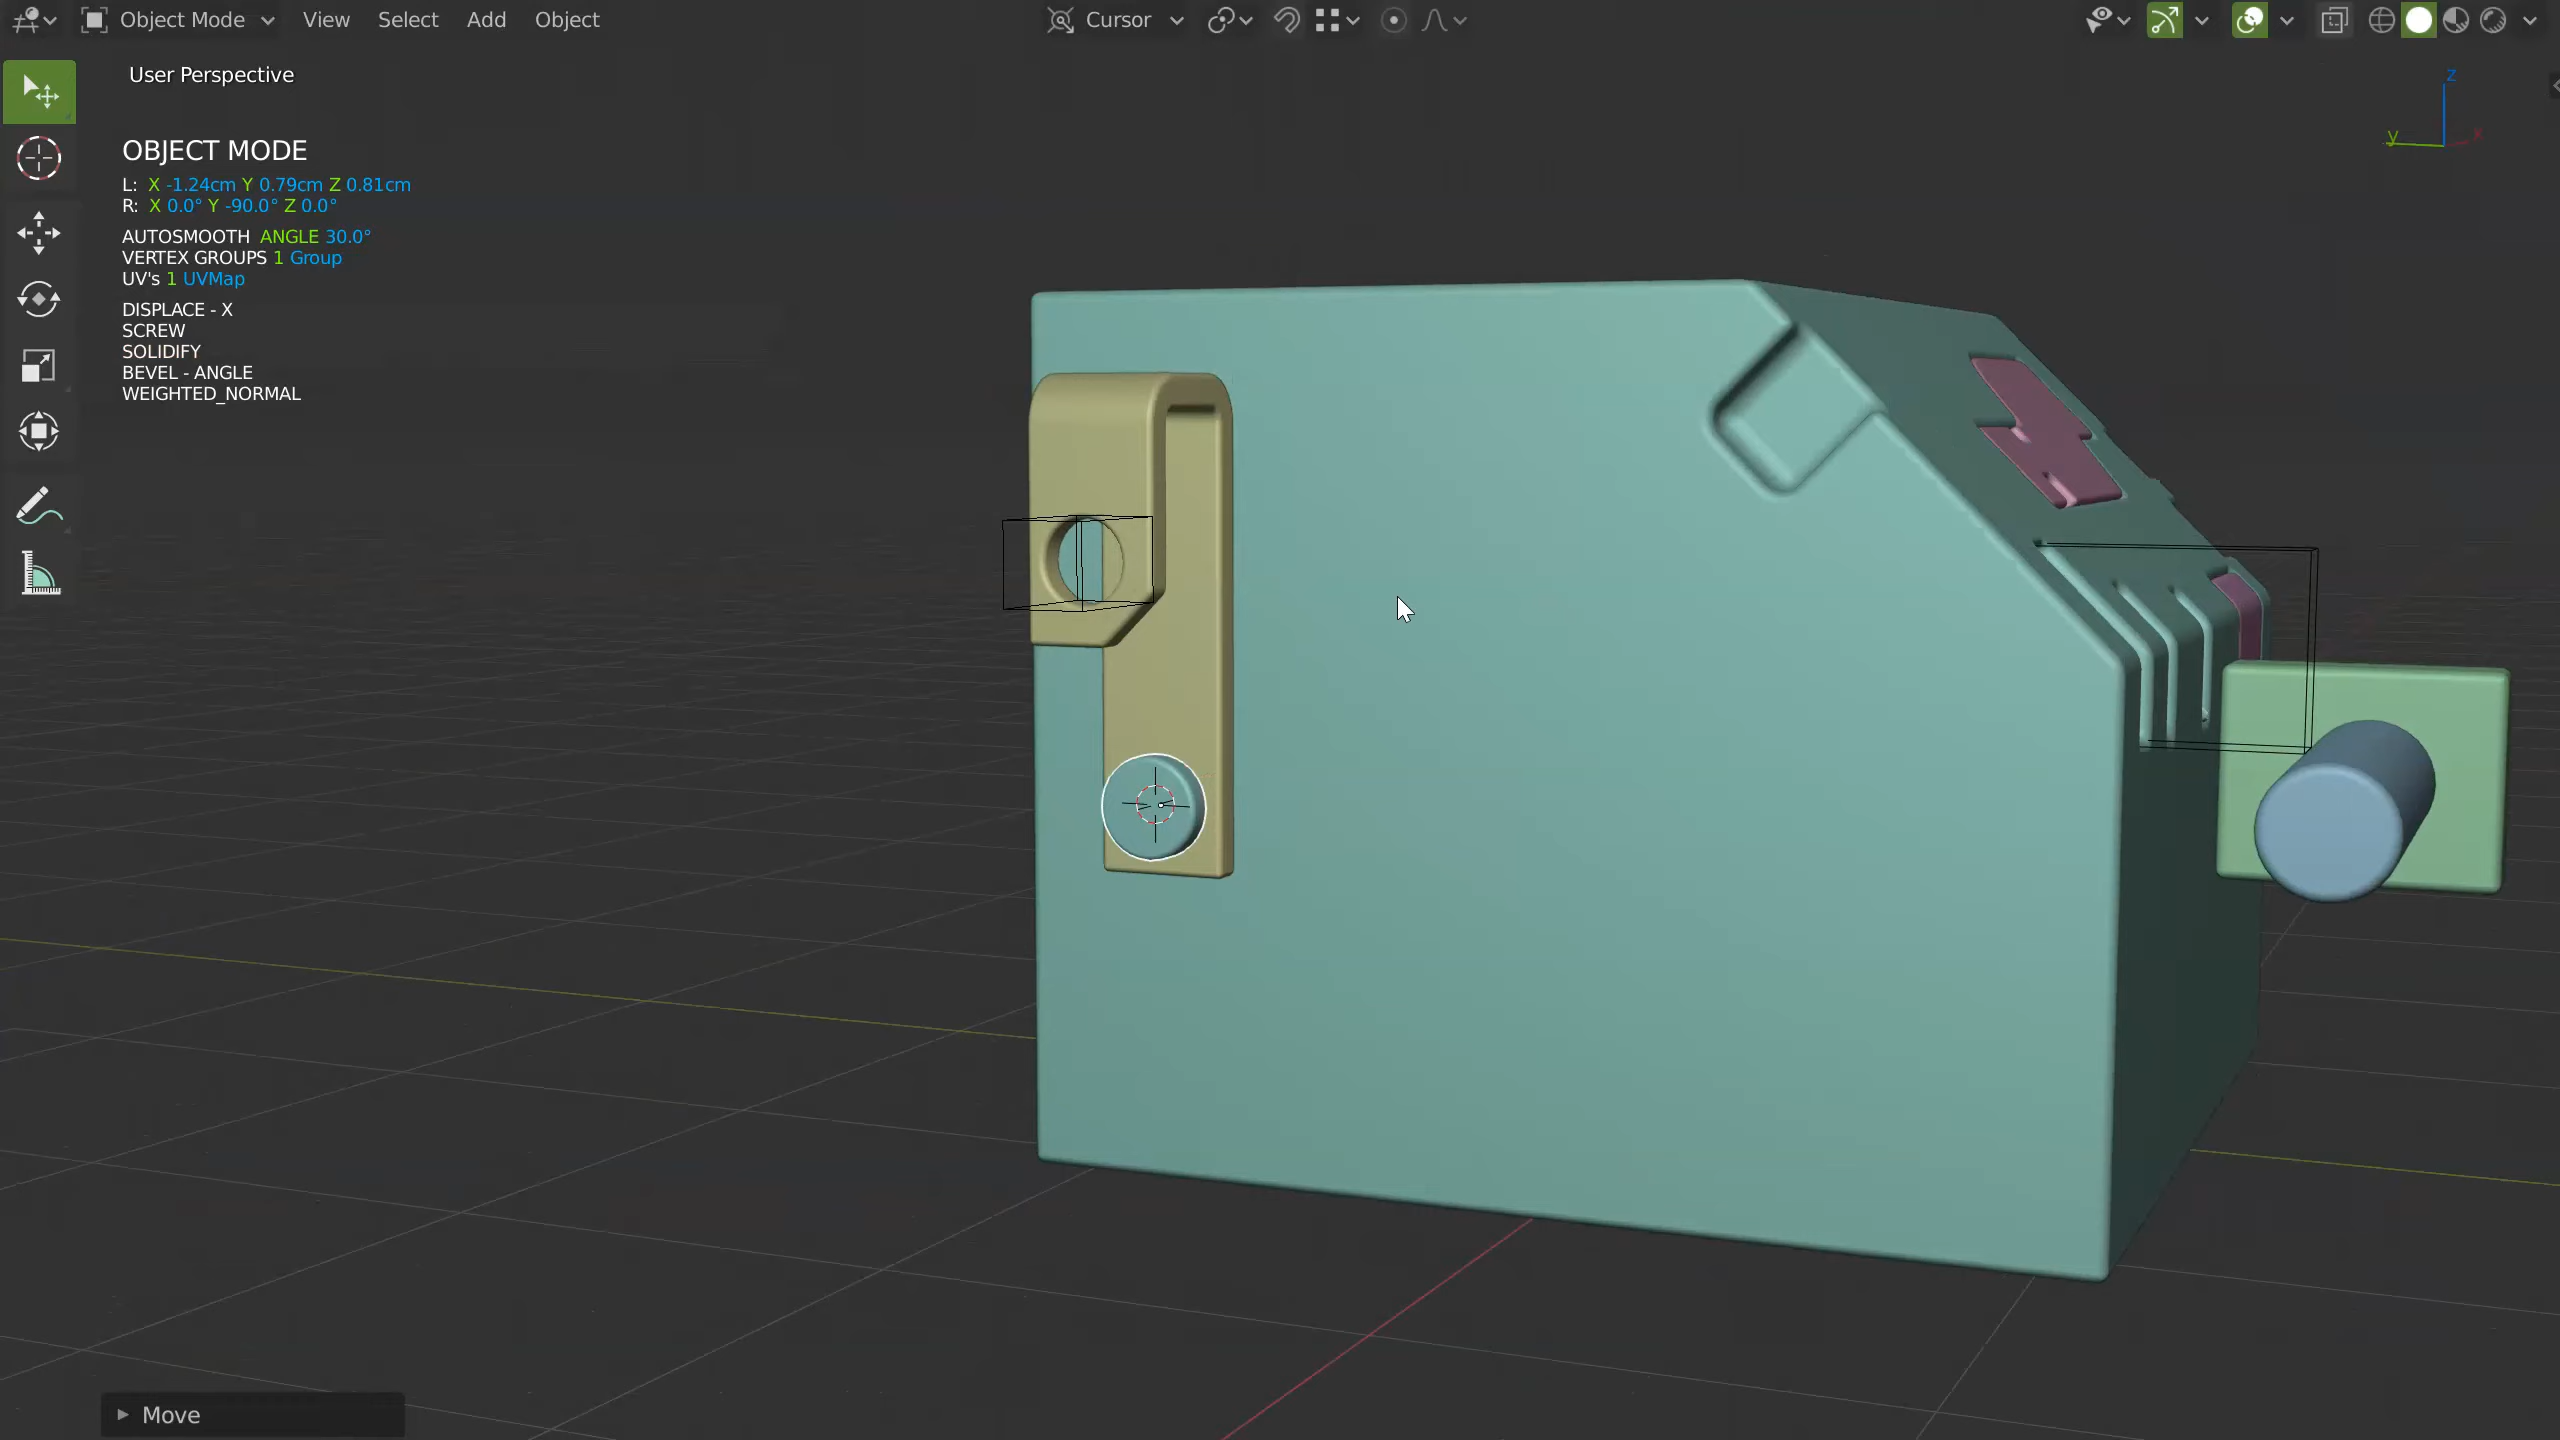 Object Mode View Select Add Object Cursor
User Perspective
z
y x
OBJECT MODE
L: X -1.24cm Y 0.79cm Z 0.81cm
R: X 0.0° Y -90.0° Z 0.0°
AUTOSMOOTH ANGLE 30.0°
VERTEX GROUPS 1 Group
UV's 1 UVMap
DISPLACE - X
SCREW
SOLIDIFY
BEVEL - ANGLE
WEIGHTED_NORMAL
Move